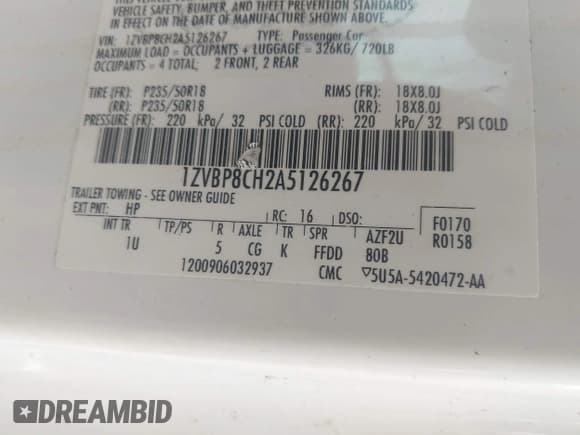 VEHICLE SAFETY, BUMPER, AND THEFT PREVENTION STANDARDS
IN EFFECT ON THE DATE OF MANUFACTURE SHOWN ABOVE.
VIN: 1ZVBP8CH2A5126267 TYPE: Passenger Car
MAXIMUM LOAD = OCCUPANTS + LUGGAGE = 326KG/ 720LB
OCCUPANTS = 4 TOTAL; 2 FRONT, 2 REAR
TIRE (FR): P235/50R18 RIMS (FR): 18X8.0J
(RR): P235/50R18 (RR): 18X8.0J
PRESSURE (FR): 220 kPa/ 32 PSI COLD (RR): 220 kPa/ 32 PSI COLD
1ZVBP8CH2A5126267
TRAILER TOWING - SEE OWNER GUIDE
EXT PNT: HP RC: 16 DSO: F0170
INT TR TP/PS R AXLE TR SPR AZF2U R0158
1U 5 CG K FFDD 80B
1200906032937 CMC ▽5U5A-5420472-AA
DREAMBID